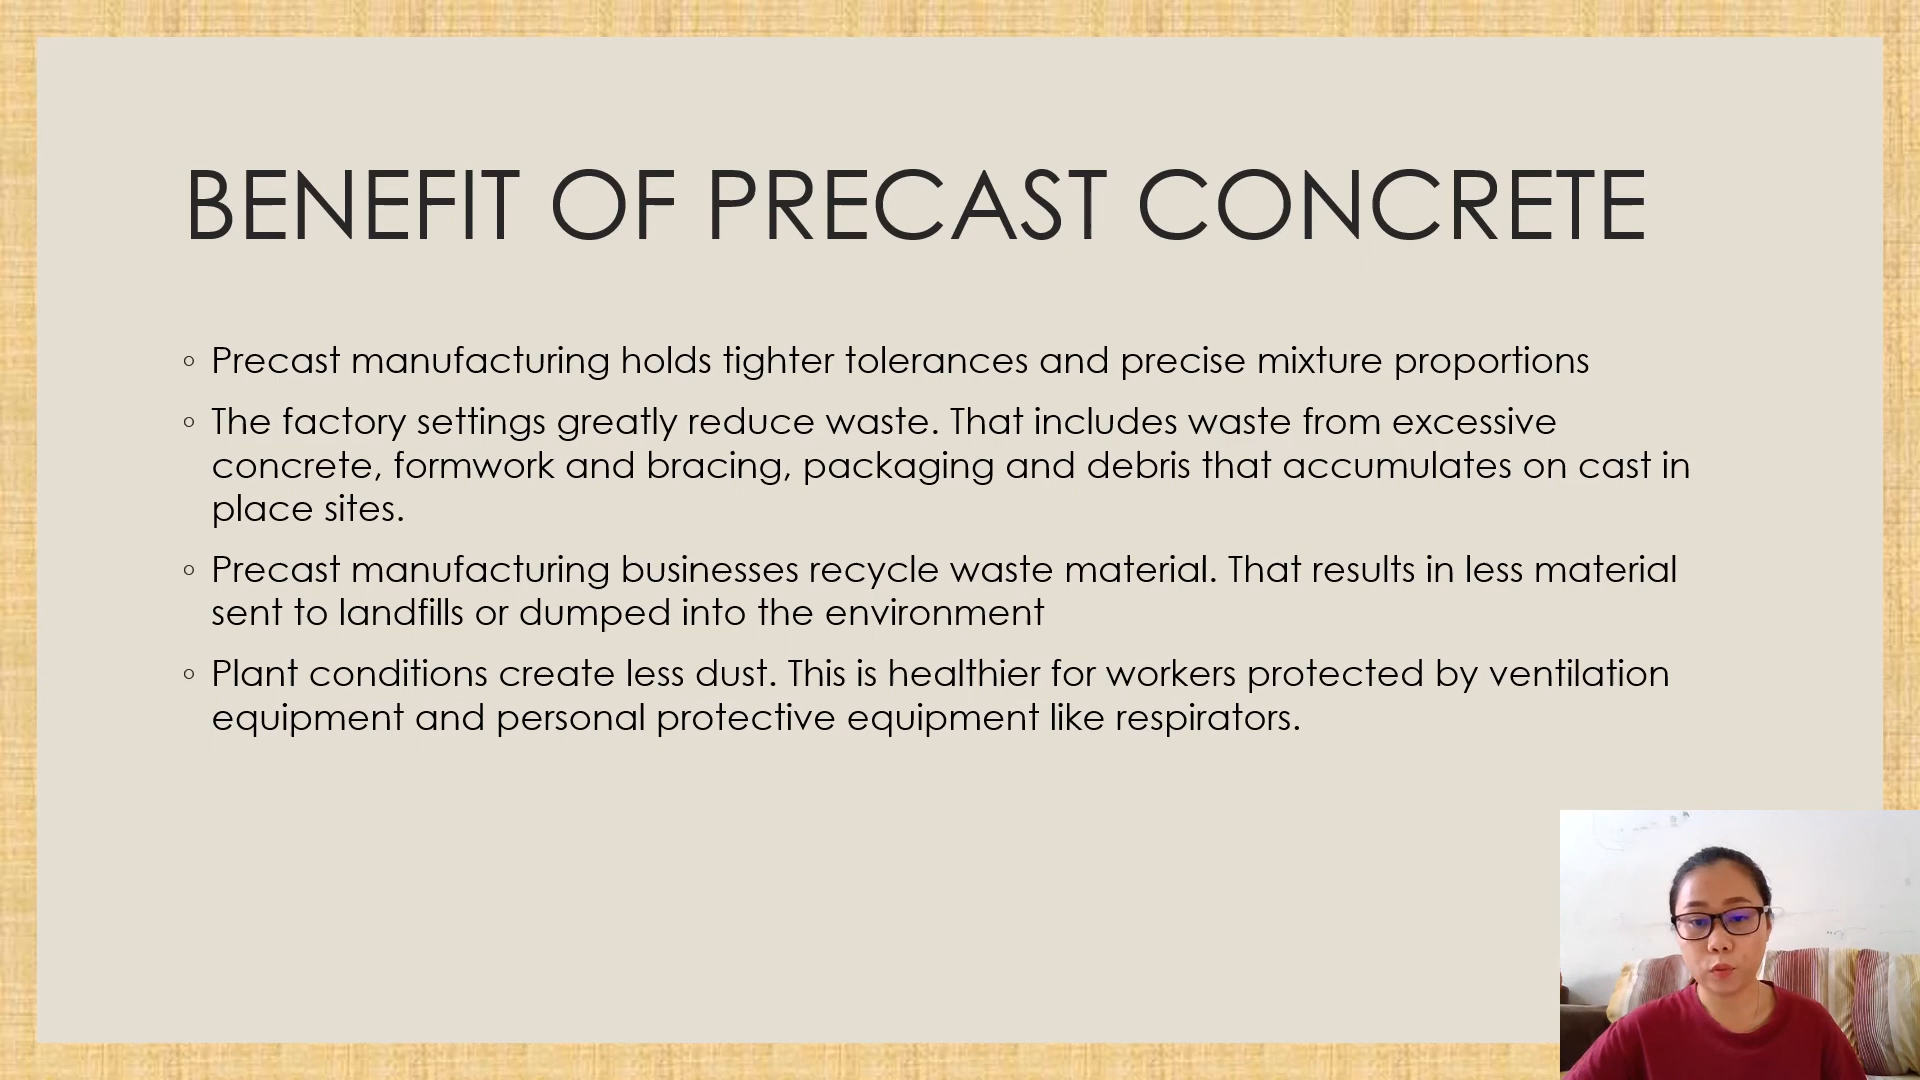 BENEFIT OF PRECAST CONCRETE
◦ Precast manufacturing holds tighter tolerances and precise mixture proportions
◦ The factory settings greatly reduce waste. That includes waste from excessive
concrete, formwork and bracing, packaging and debris that accumulates on cast in
place sites.
◦ Precast manufacturing businesses recycle waste material. That results in less material
sent to landfills or dumped into the environment
◦ Plant conditions create less dust. This is healthier for workers protected by ventilation
equipment and personal protective equipment like respirators.